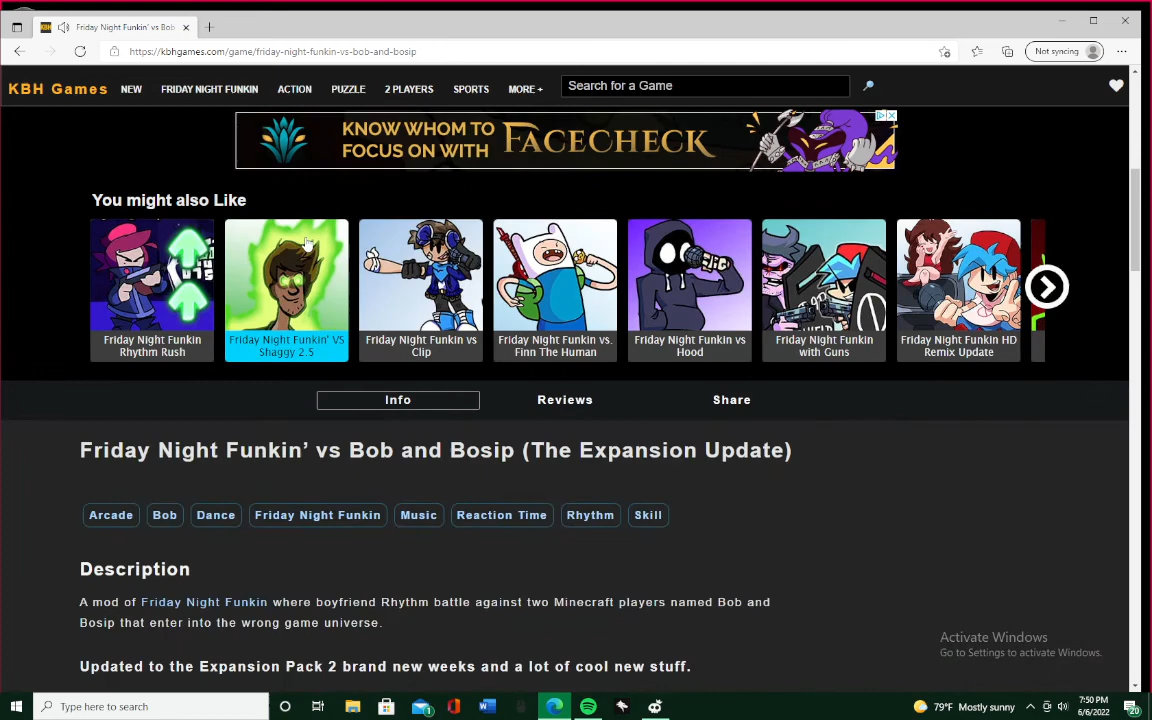 Friday Night Funkin' vs Bob
https://kbhgames.com/game/friday-night-funkin-vs-bob-and-bosip
Not syncing
KBH Games
NEW
FRIDAY NIGHT FUNKIN
ACTION
PUZZLE
2 PLAYERS
SPORTS
MORE +
Search for a Game
KNOW WHOM TO
FOCUS ON WITH
FACECHECK
You might also Like
Friday Night Funkin
Rhythm Rush
Friday Night Funkin' VS
Shaggy 2.5
Friday Night Funkin vs
Clip
Friday Night Funkin vs.
Finn The Human
Friday Night Funkin vs
Hood
Friday Night Funkin
with Guns
Friday Night Funkin HD
Remix Update
Info
Reviews
Share
Friday Night Funkin' vs Bob and Bosip (The Expansion Update)
Arcade
Bob
Dance
Friday Night Funkin
Music
Reaction Time
Rhythm
Skill
Description
A mod of Friday Night Funkin where boyfriend Rhythm battle against two Minecraft players named Bob and
Bosip that enter into the wrong game universe.
Updated to the Expansion Pack 2 brand new weeks and a lot of cool new stuff.
Activate Windows
Go to Settings to activate Windows.
Type here to search
79°F Mostly sunny
7:50 PM
6/6/2022
20